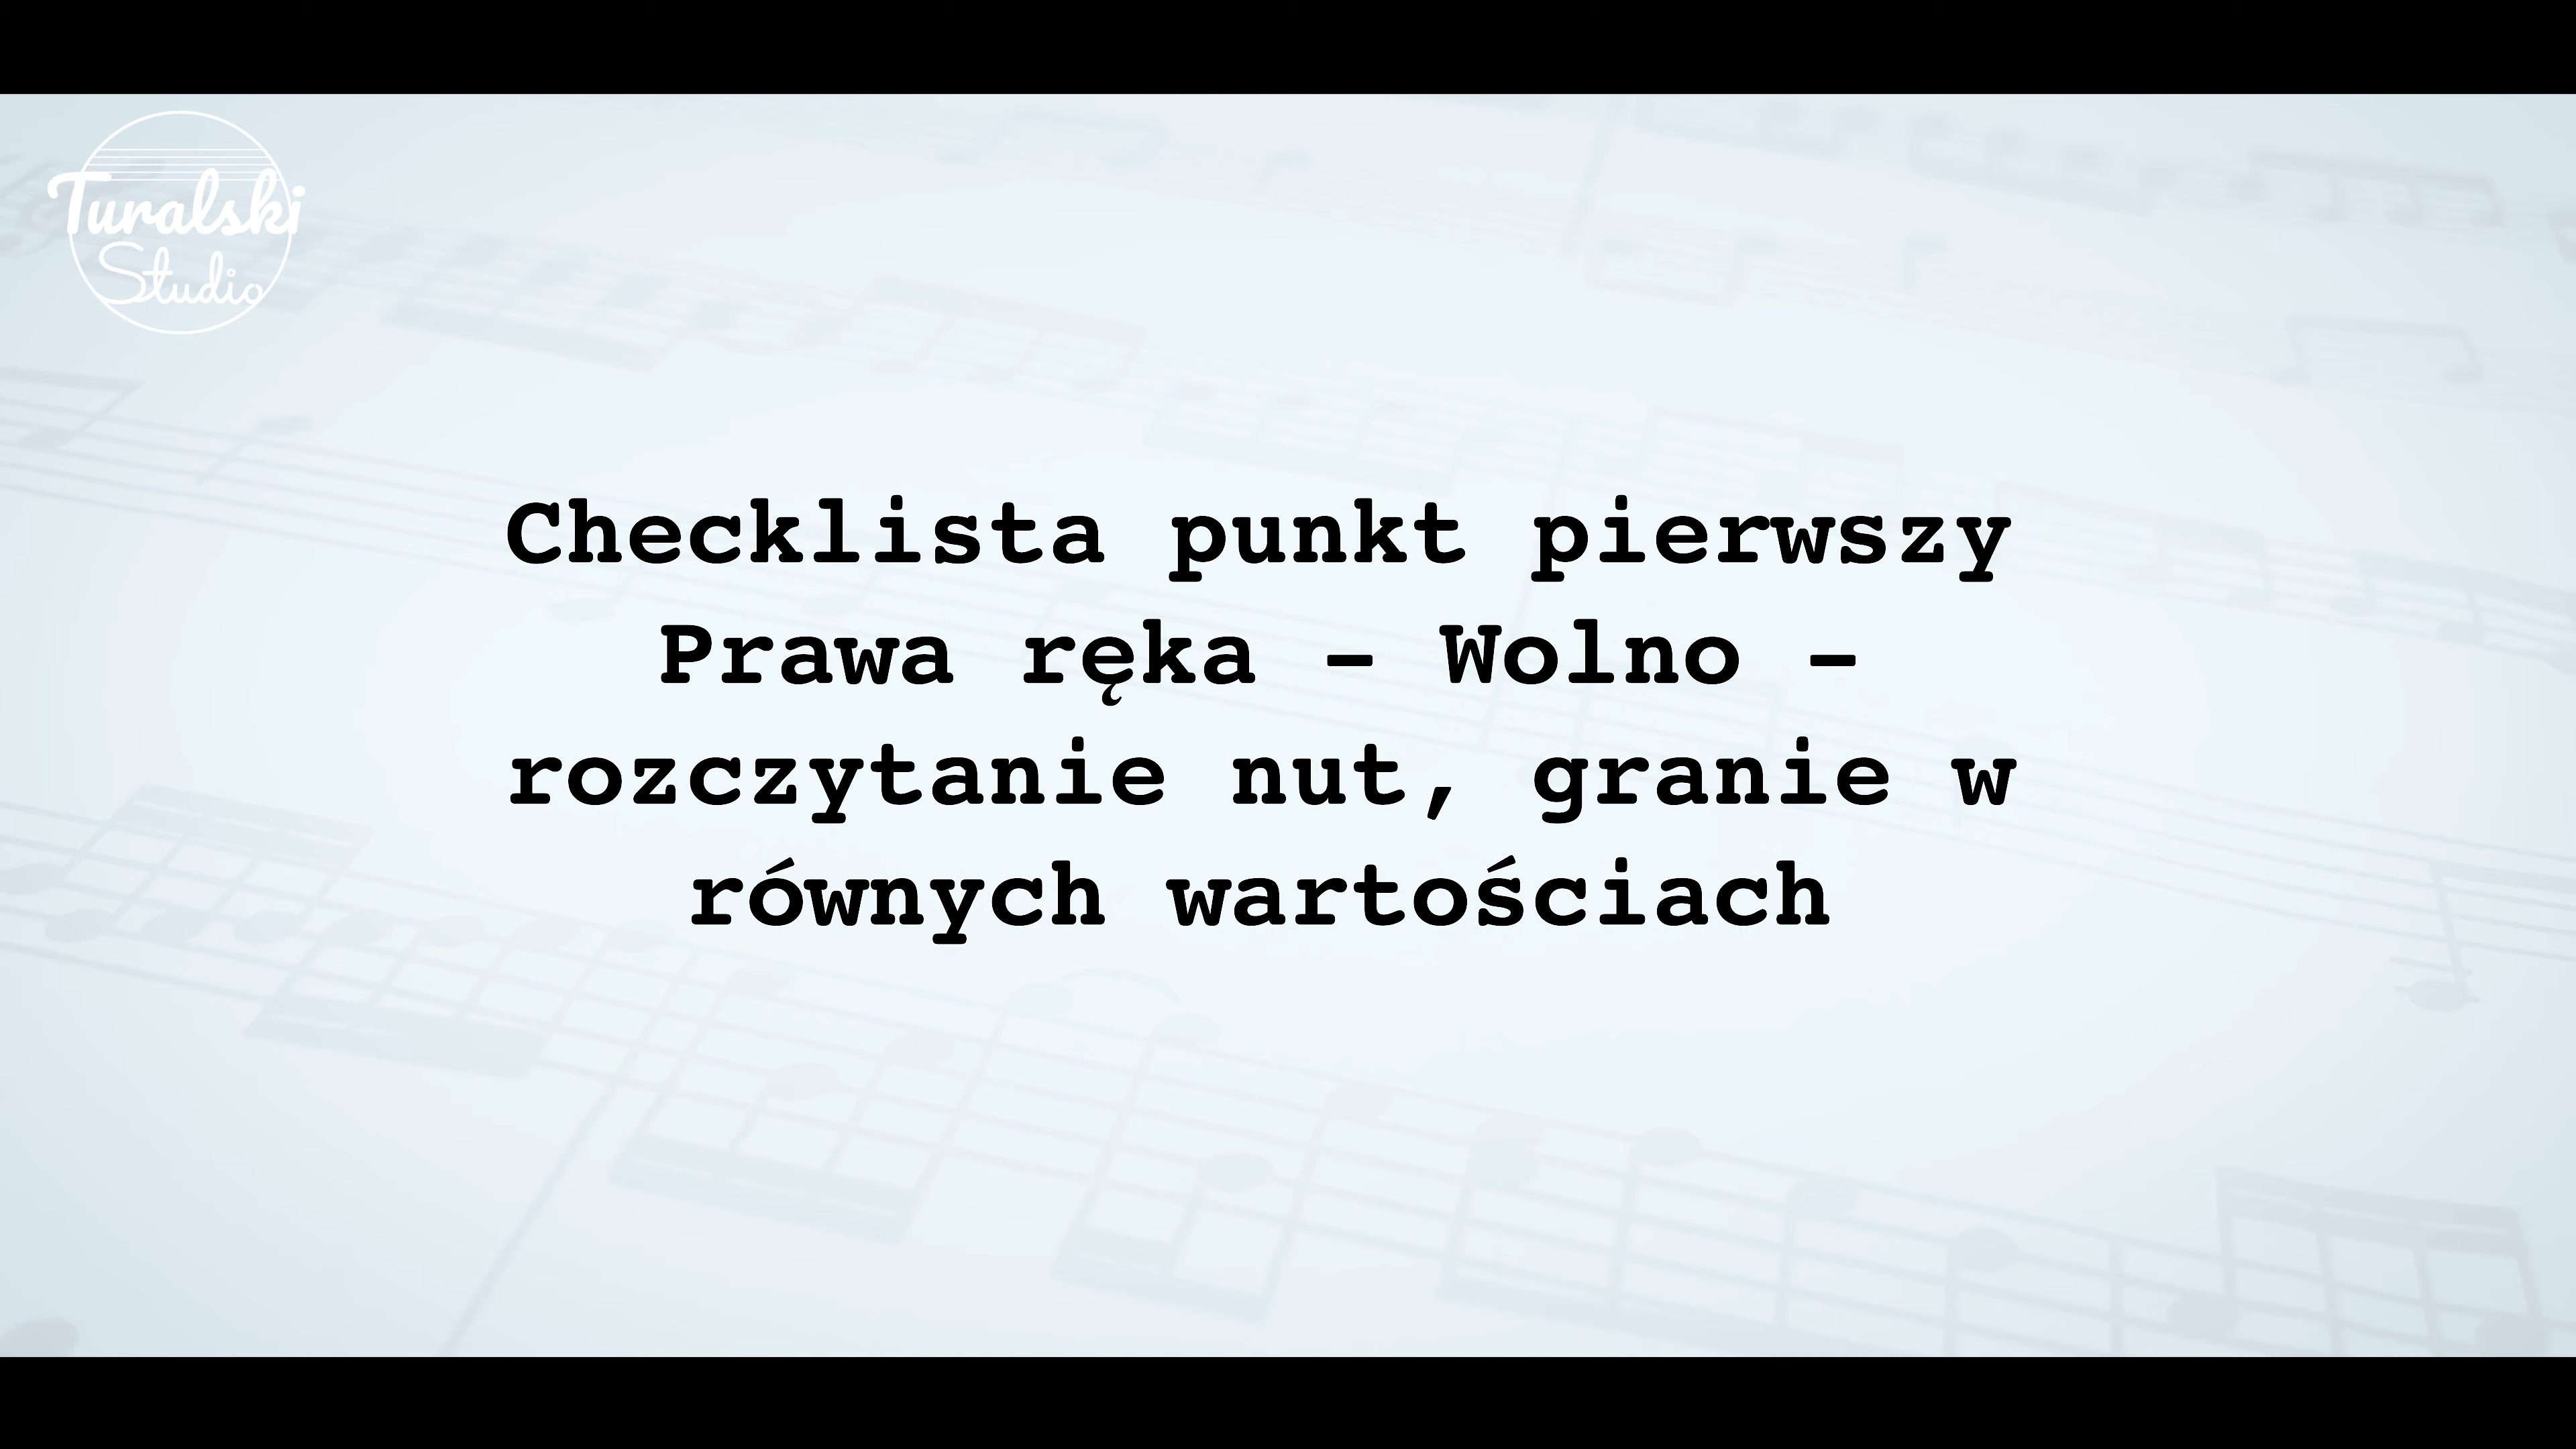 Turalski
Studio
Checklista punkt pierwszy
Prawa ręka - Wolno -
rozczytanie nut, granie w
równych wartościach